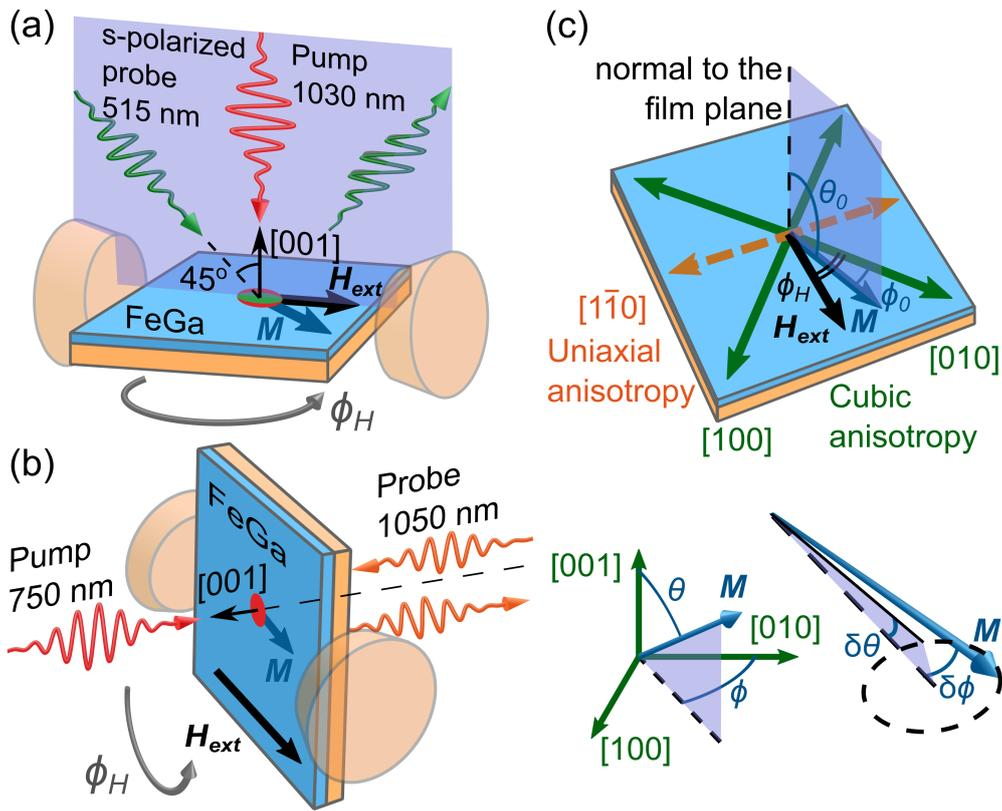 (a)
s-polarized
probe
515 nm
Pump
1030 nm
[001]
45°
H_ext
FeGa
M
ϕ_H
(b)
FeGa
Probe
1050 nm
Pump
750 nm
[001]
M
H_ext
ϕ_H
(c)
normal to the
film plane
θ_0
ϕ_H
ϕ_0
H_ext
M
[11̄0]
Uniaxial
anisotropy
[010]
Cubic
anisotropy
[100]
[001]
θ
M
[010]
ϕ
[100]
δθ
δϕ
M